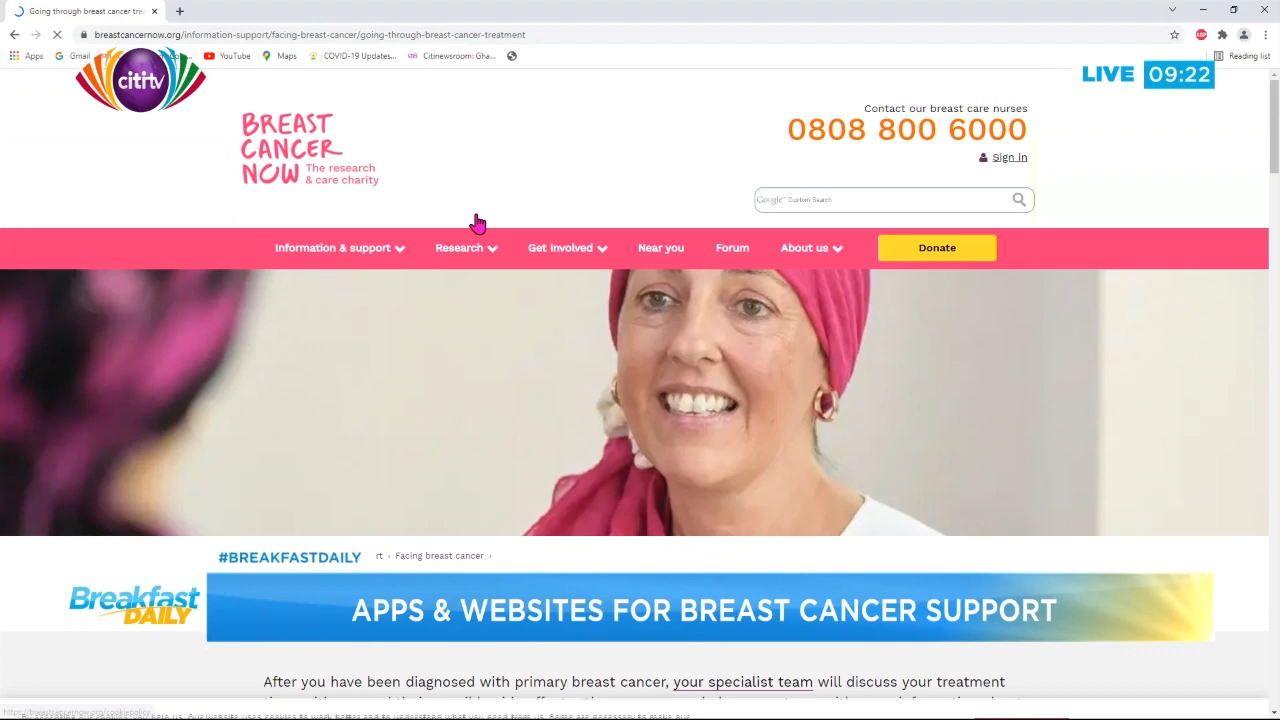 Going through breast cancer trea
breastcancernow.org/information-support/facing-breast-cancer/going-through-breast-cancer-treatment
Apps
Gmail
YouTube
Maps
COVID-19 Updates...
Citinewsroom: Gha...
Reading list
citi tv
LIVE 09:22
BREAST
CANCER
NOW The research
& care charity
Contact our breast care nurses
0808 800 6000
Sign in
Google™ Custom Search
Information & support
Research
Get involved
Near you
Forum
About us
Donate
#BREAKFASTDAILY
rt › Facing breast cancer ›
Breakfast
DAILY
APPS & WEBSITES FOR BREAST CANCER SUPPORT
After you have been diagnosed with primary breast cancer, your specialist team will discuss your treatment
https://breastcancernow.org/cookiepolicy